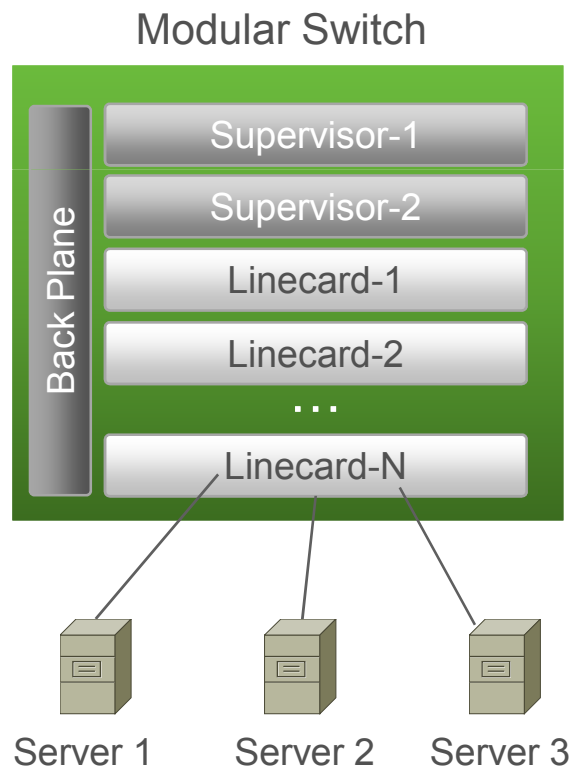 Modular Switch
Back Plane
Supervisor-1
Supervisor-2
Linecard-1
Linecard-2
...
Linecard-N
Server 1
Server 2
Server 3